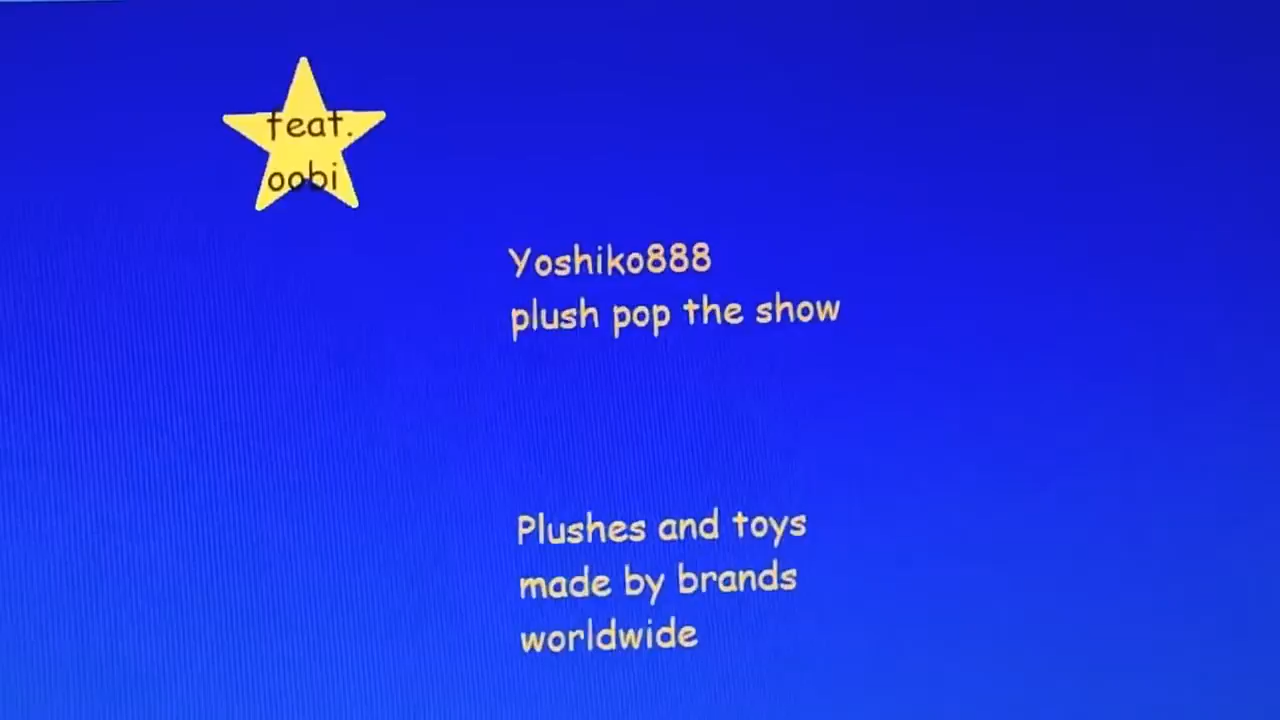 feat.
oobi
Yoshiko888
plush pop the show
Plushes and toys
made by brands
worldwide